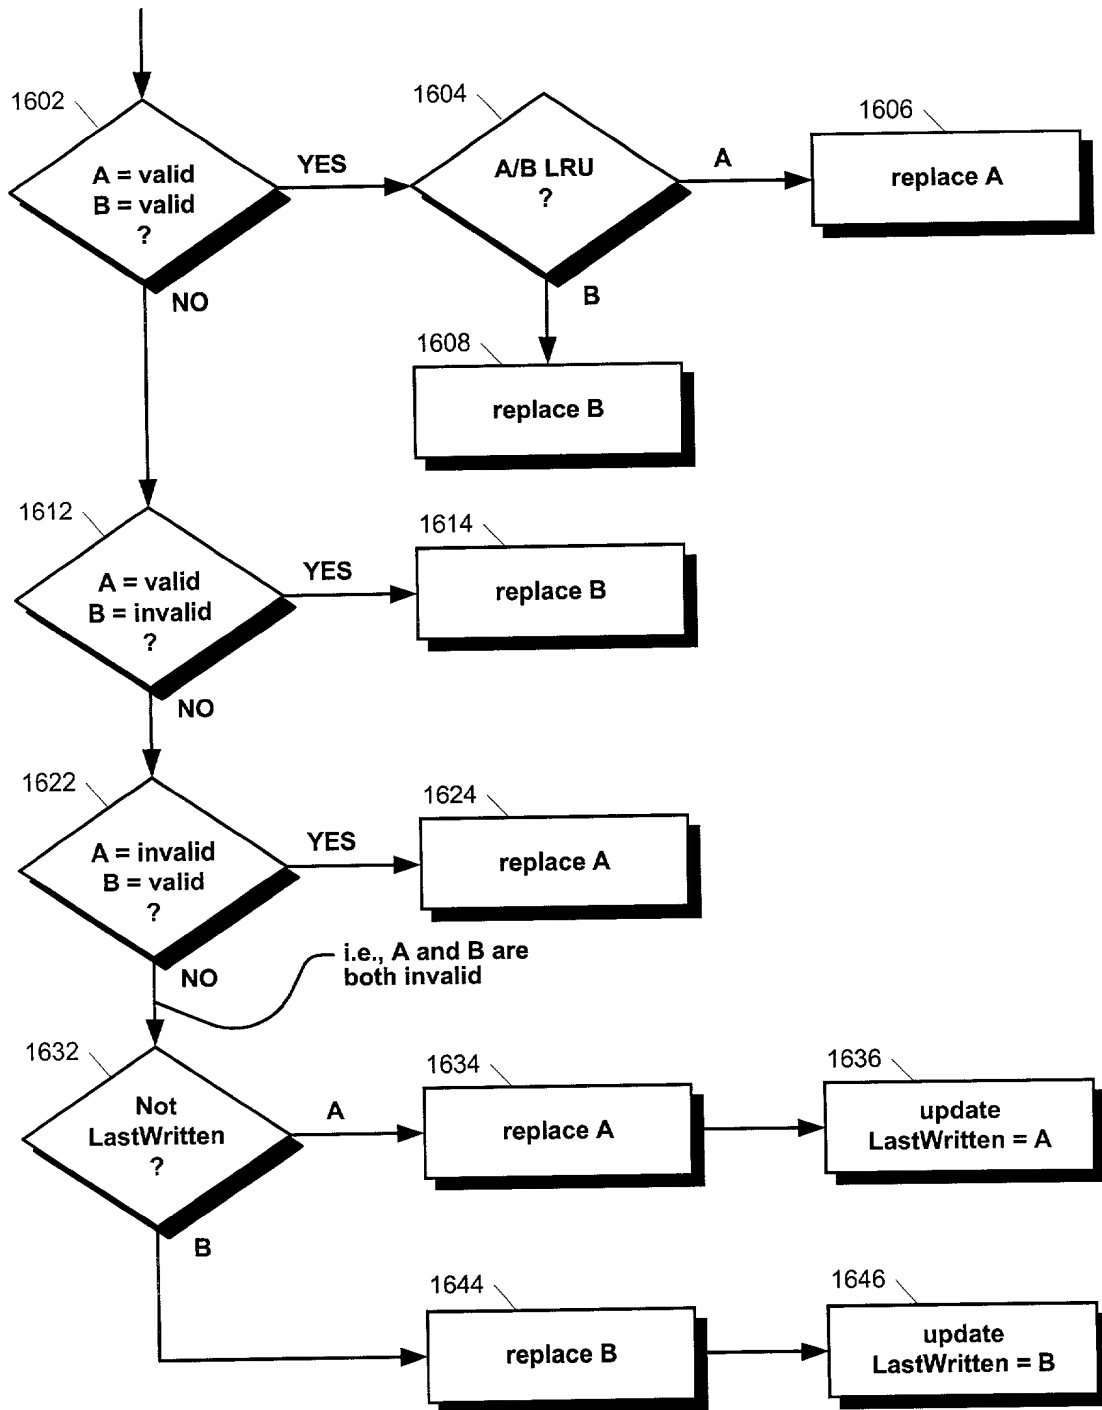 1602
A = valid
B = valid
?
YES
NO
1604
A/B LRU
?
A
B
1606
replace A
1608
replace B
1612
A = valid
B = invalid
?
YES
NO
1614
replace B
1622
A = invalid
B = valid
?
YES
NO
1624
replace A
i.e., A and B are
both invalid
1632
Not
LastWritten
?
A
B
1634
replace A
1636
update
LastWritten = A
1644
replace B
1646
update
LastWritten = B